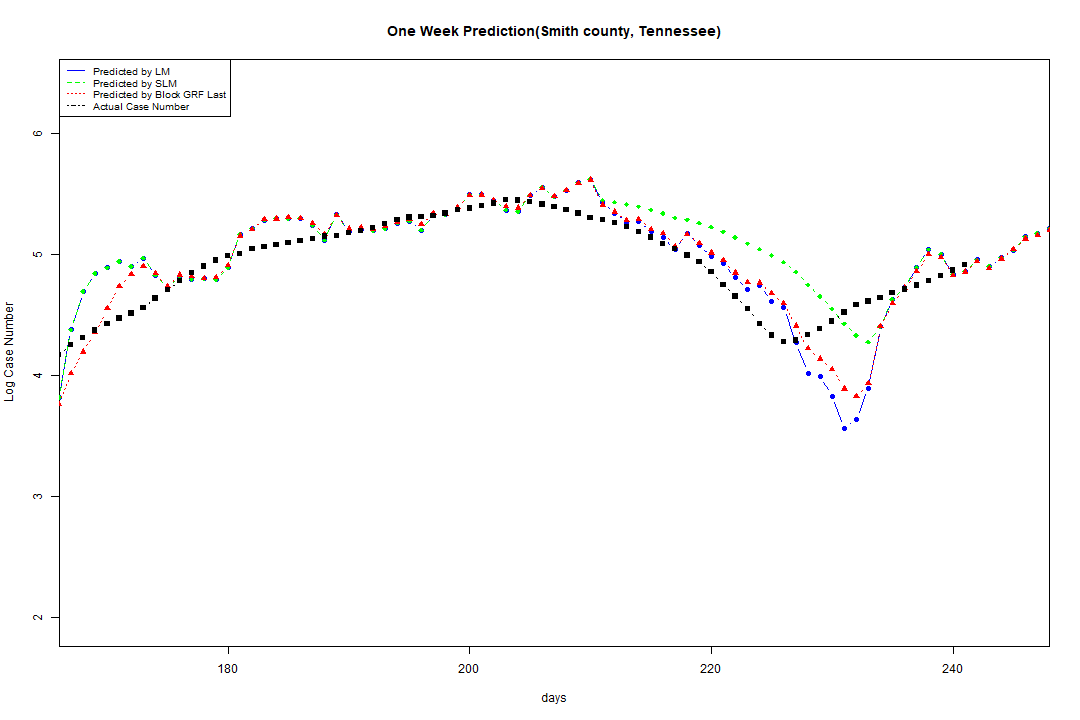 One Week Prediction(Smith county, Tennessee)
Predicted by LM
Predicted by SLM
Predicted by Block GRF Last
Actual Case Number
6
5
4
3
2
Log Case Number
180 200 220 240
days